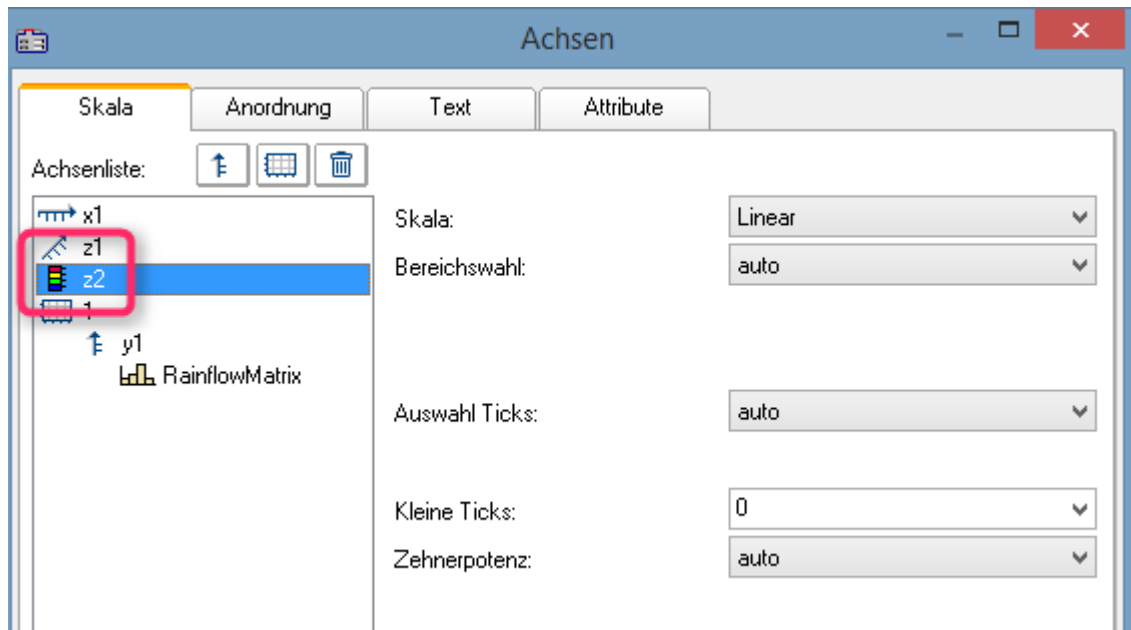 Achsen
Skala Anordnung Text Attribute
Achsenliste:
x1
z1
z2
1
y1
RainflowMatrix
Skala: Linear
Bereichswahl: auto
Auswahl Ticks: auto
Kleine Ticks: 0
Zehnerpotenz: auto